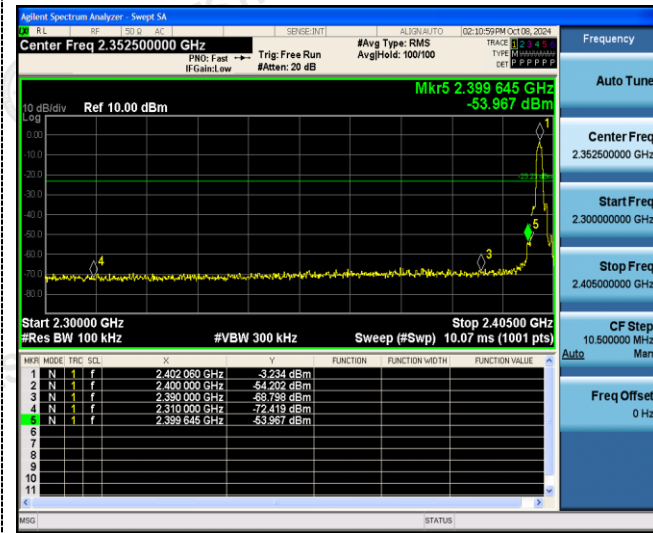 Agilent Spectrum Analyzer - Swept SA
RL RF 50 Ω AC SENSE:INT ALIGNAUTO 02:10:59 PM Oct 08, 2024
Center Freq 2.352500000 GHz
PNO: Fast
IFGain:Low
Trig: Free Run
#Atten: 20 dB
#Avg Type: RMS
Avg|Hold: 100/100
TRACE 1 2 3 4 5 6
TYPE M
DET P P P P P P
Mkr5 2.399 645 GHz
-53.967 dBm
10 dB/div Ref 10.00 dBm
Log
0.00
-10.0
-20.0
-30.0
-40.0
-50.0
-60.0
-70.0
-80.0
1
5
3
4
Start 2.30000 GHz Stop 2.40500 GHz
#Res BW 100 kHz #VBW 300 kHz Sweep (#Swp) 10.07 ms (1001 pts)
MKR MODE TRC SCL X Y FUNCTION FUNCTION WIDTH FUNCTION VALUE
1 N 1 f 2.402 060 GHz -3.234 dBm
2 N 1 f 2.400 000 GHz -54.202 dBm
3 N 1 f 2.390 000 GHz -68.798 dBm
4 N 1 f 2.310 000 GHz -72.419 dBm
5 N 1 f 2.399 645 GHz -53.967 dBm
6
7
8
9
10
11
MSG STATUS
Frequency
Auto Tune
Center Freq
2.352500000 GHz
Start Freq
2.300000000 GHz
Stop Freq
2.405000000 GHz
CF Step
10.500000 MHz
Auto Man
Freq Offset
0 Hz